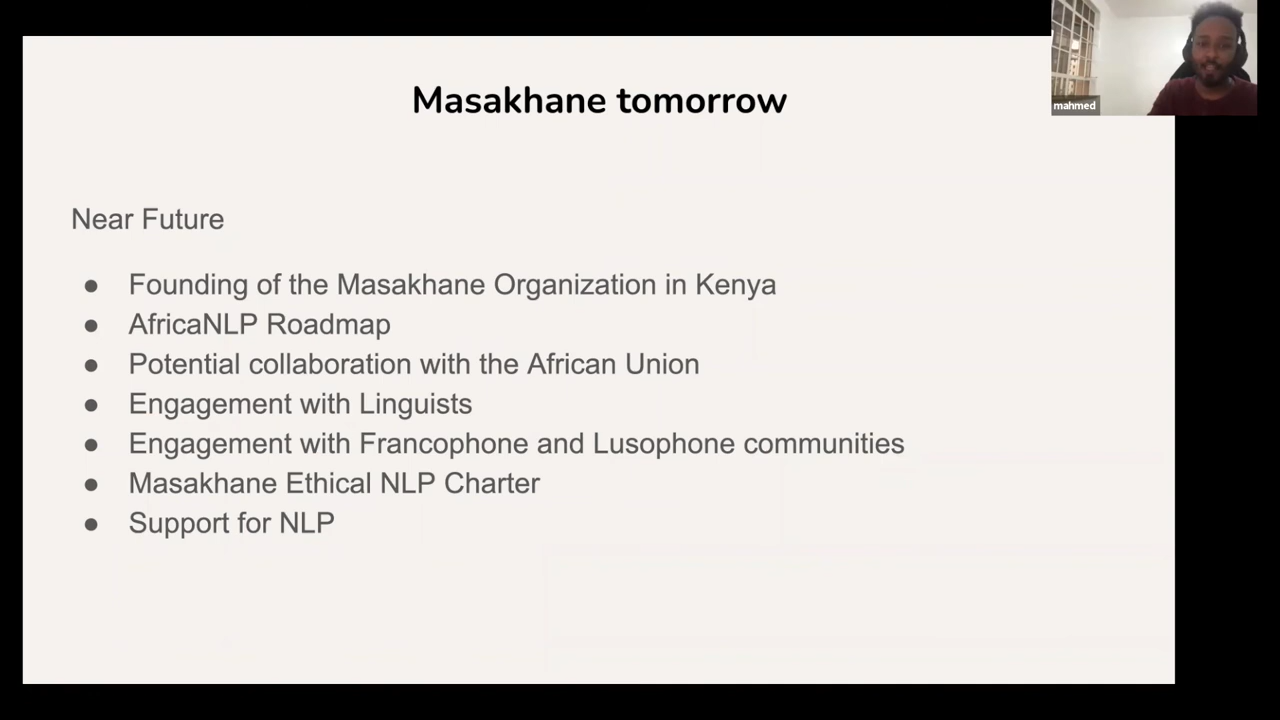 mahmed
Masakhane tomorrow
Near Future
● Founding of the Masakhane Organization in Kenya
● AfricaNLP Roadmap
● Potential collaboration with the African Union
● Engagement with Linguists
● Engagement with Francophone and Lusophone communities
● Masakhane Ethical NLP Charter
● Support for NLP